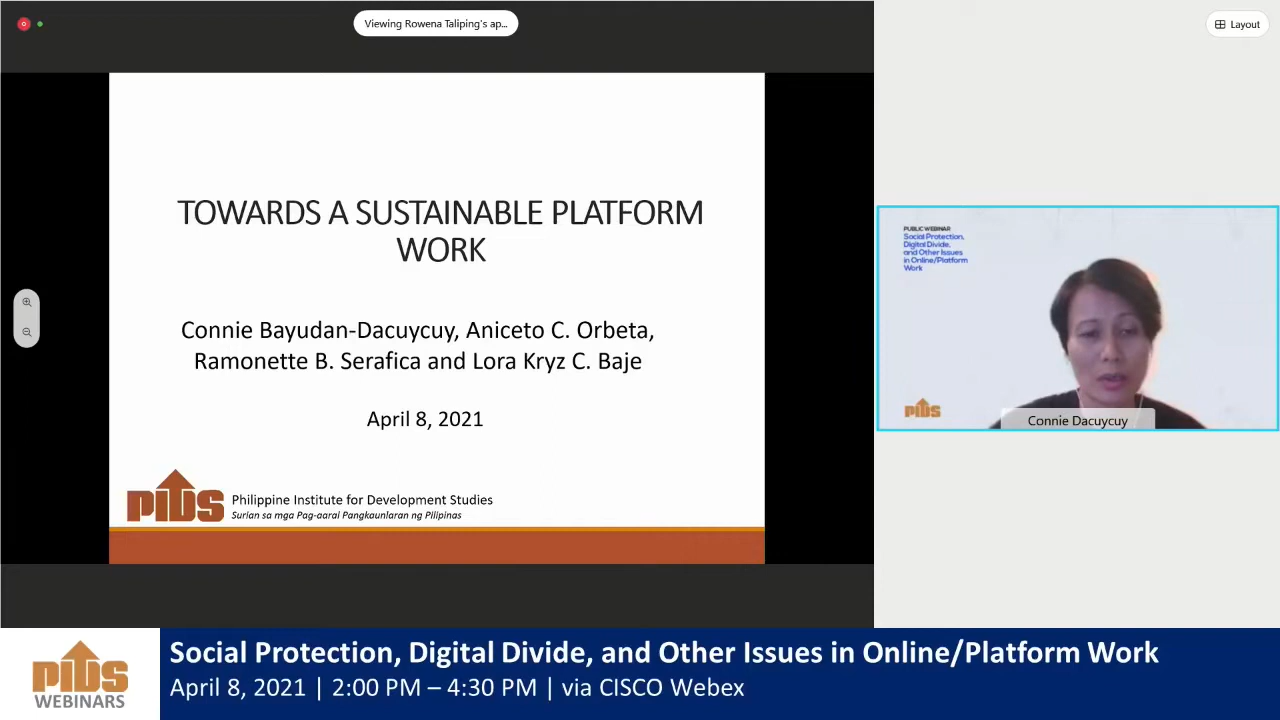 Viewing Rowena Taliping's ap...
Layout
TOWARDS A SUSTAINABLE PLATFORM
WORK
Connie Bayudan-Dacuycuy, Aniceto C. Orbeta,
Ramonette B. Serafica and Lora Kryz C. Baje
April 8, 2021
PIDS
Philippine Institute for Development Studies
Surian sa mga Pag-aaral Pangkaunlaran ng Pilipinas
PUBLIC WEBINAR
Social Protection,
Digital Divide,
and Other Issues
in Online/Platform
Work
PIDS
Connie Dacuycuy
PIDS
WEBINARS
Social Protection, Digital Divide, and Other Issues in Online/Platform Work
April 8, 2021 | 2:00 PM – 4:30 PM | via CISCO Webex